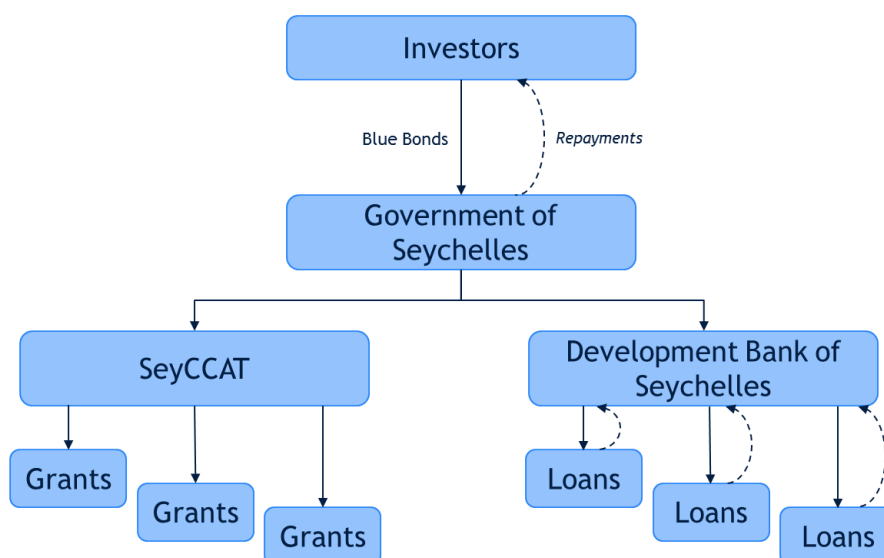 Investors
Blue Bonds
Repayments
Government of
Seychelles
SeyCCAT
Development Bank of
Seychelles
Grants
Grants
Grants
Loans
Loans
Loans